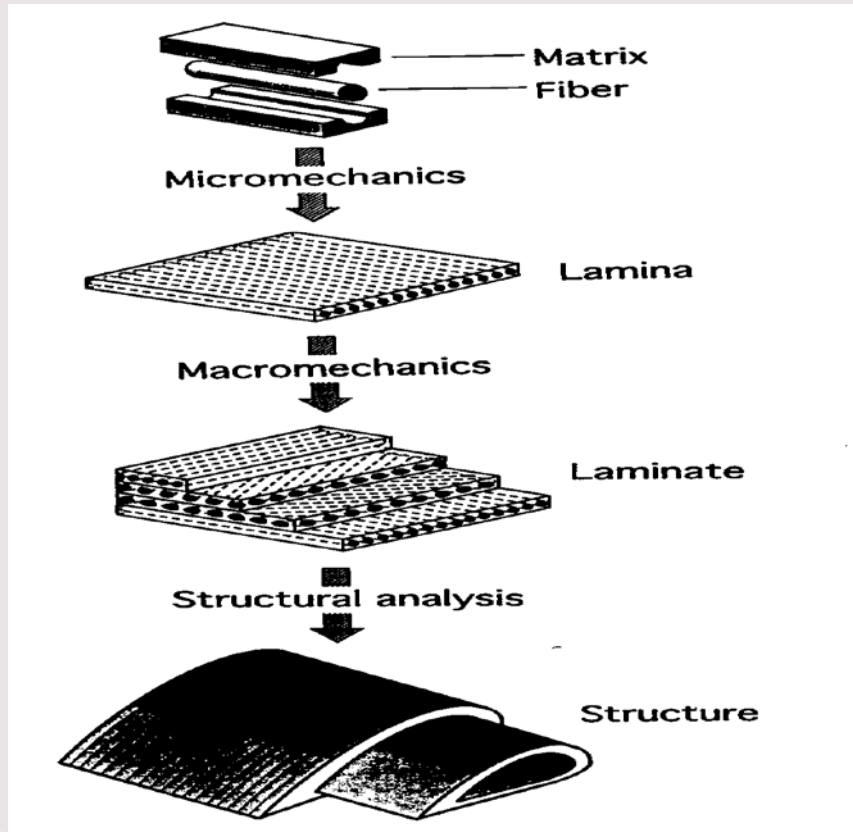 Matrix
Fiber
Micromechanics
Lamina
Macromechanics
Laminate
Structural analysis
Structure